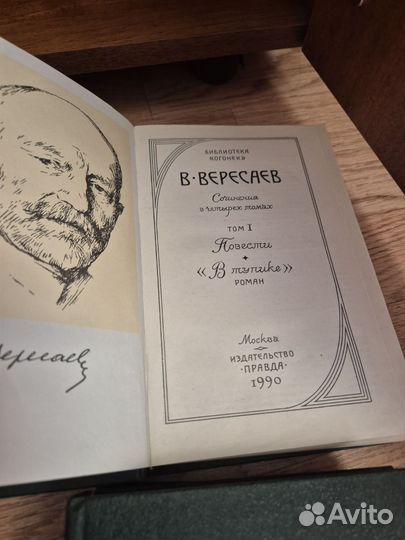 БИБЛИОТЕКА
«ОГОНЕК»
В·ВЕРЕСАЕВ
Сочинения
в четырех томах
ТОМ I
Повести
«В тупике»
РОМАН
Москва
ИЗДАТЕЛЬСТВО
·ПРАВДА·
1990
Вересаев
Avito